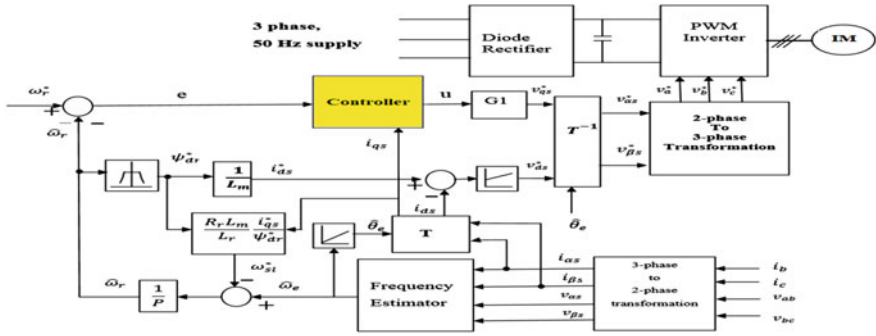 3 phase,
50 Hz supply
Diode
Rectifier
PWM
Inverter
IM
ω*ᵣ
e
Controller
u
G1
v*qs
T⁻¹
v*αs
v*βs
v*a v*b v*c
2-phase
To
3-phase
Transformation
+
−
ω̂ᵣ
−
iqs
ψ*dr
1/Lm
i*ds
+
−
v*ds
ids
θ̂e
RᵣLm/Lᵣ i*qs/ψ*dr
θ̂e
T
ω*sl
−
ω̂ᵣ
1/P
+
ω̂e
Frequency
Estimator
iαs
iβs
vαs
vβs
3-phase
to
2-phase
transformation
ib
ic
vab
vbc